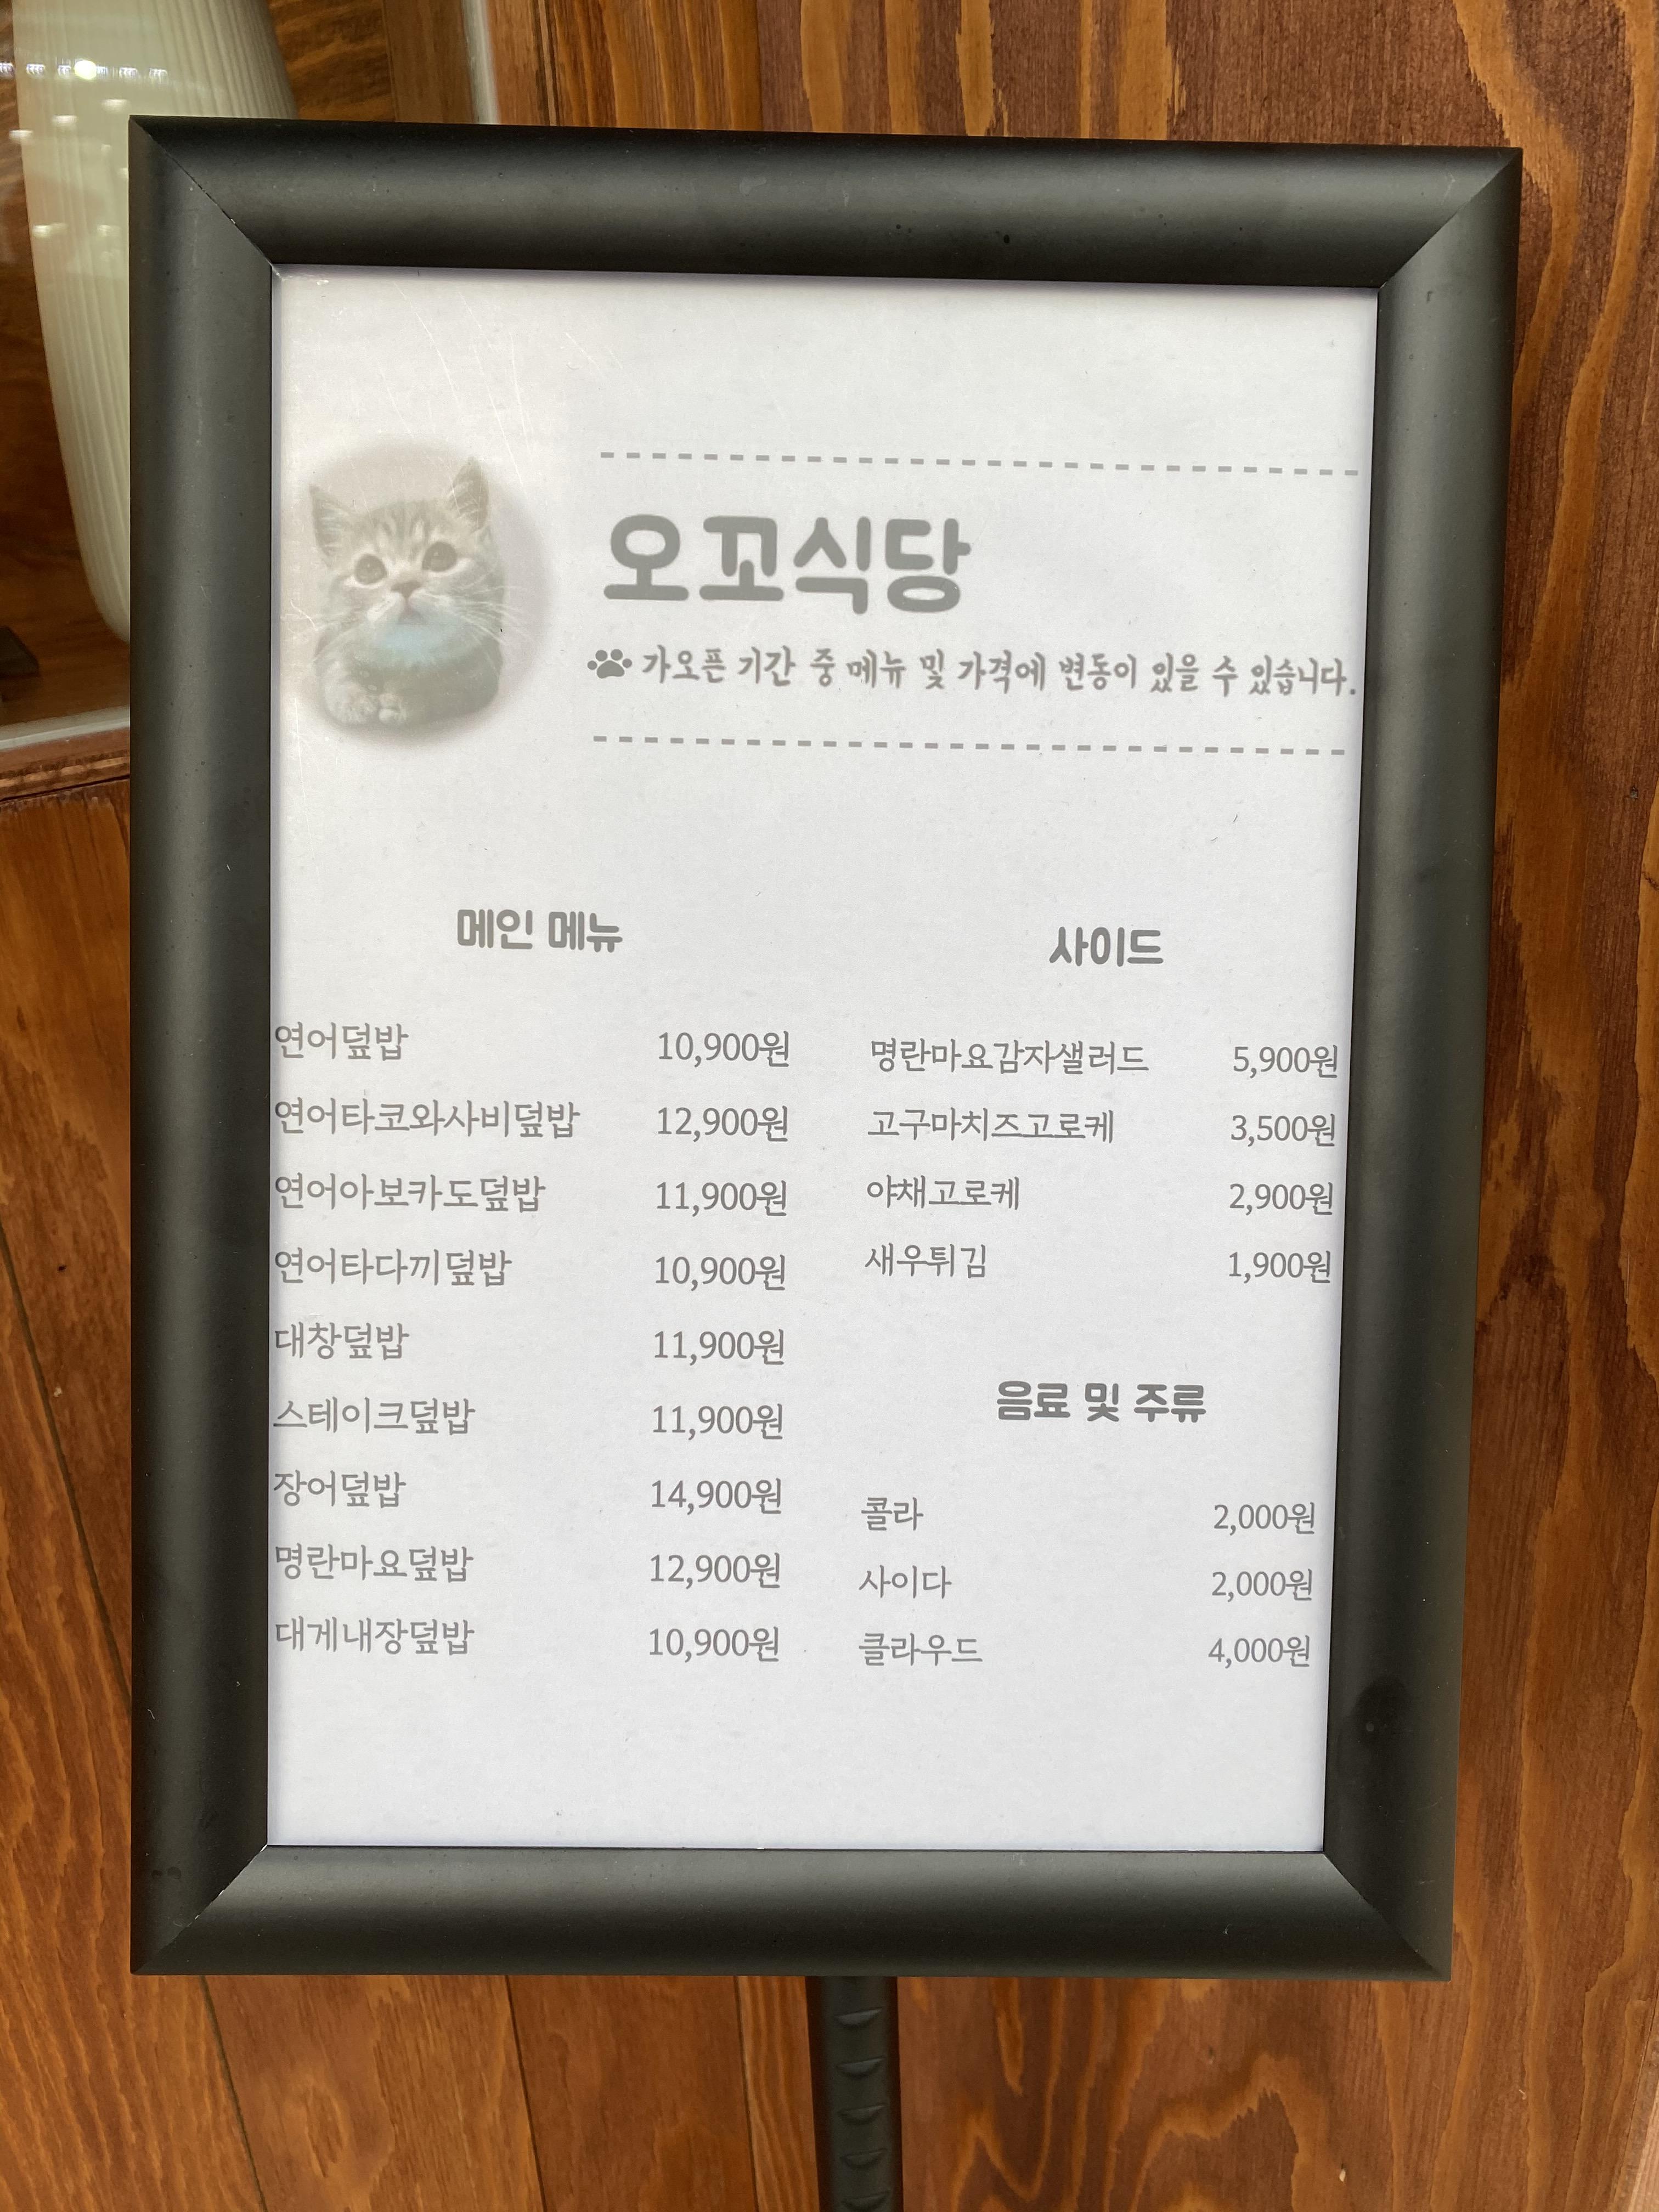 오꼬식당
가오픈 기간 중 메뉴 및 가격에 변동이 있을 수 있습니다.
메인 메뉴
연어덮밥 10,900원
연어타코와사비덮밥 12,900원
연어아보카도덮밥 11,900원
연어타다끼덮밥 10,900원
대창덮밥 11,900원
스테이크덮밥 11,900원
장어덮밥 14,900원
명란마요덮밥 12,900원
대게내장덮밥 10,900원
사이드
명란마요감자샐러드 5,900원
고구마치즈고로케 3,500원
야채고로케 2,900원
새우튀김 1,900원
음료 및 주류
콜라 2,000원
사이다 2,000원
클라우드 4,000원